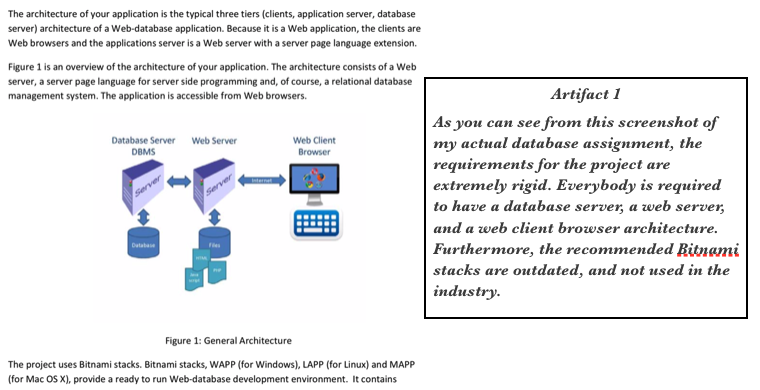 The architecture of your application is the typical three tiers (clients, application server, database
server) architecture of a Web-database application. Because it is a Web application, the clients are
Web browsers and the applications server is a Web server with a server page language extension.
Figure 1 is an overview of the architecture of your application. The architecture consists of a Web
server, a server page language for server side programming and, of course, a relational database
management system. The application is accessible from Web browsers.
Database Server
DBMS
Web Server
Web Client
Browser
Server
Server
Internet
Database
Files
HTML
PHP
Figure 1: General Architecture
The project uses Bitnami stacks. Bitnami stacks, WAPP (for Windows), LAPP (for Linux) and MAPP
(for Mac OS X), provide a ready to run Web-database development environment. It contains
Artifact 1
As you can see from this screenshot of
my actual database assignment, the
requirements for the project are
extremely rigid. Everybody is required
to have a database server, a web server,
and a web client browser architecture.
Furthermore, the recommended Bitnami
stacks are outdated, and not used in the
industry.